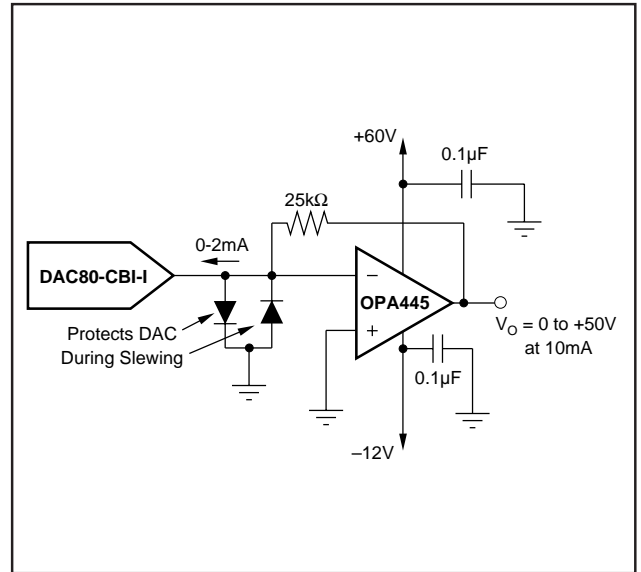 +60V
0.1µF
25kΩ
0-2mA
DAC80-CBI-I
−
OPA445
+
Protects DAC
During Slewing
V_O = 0 to +50V
at 10mA
0.1µF
–12V